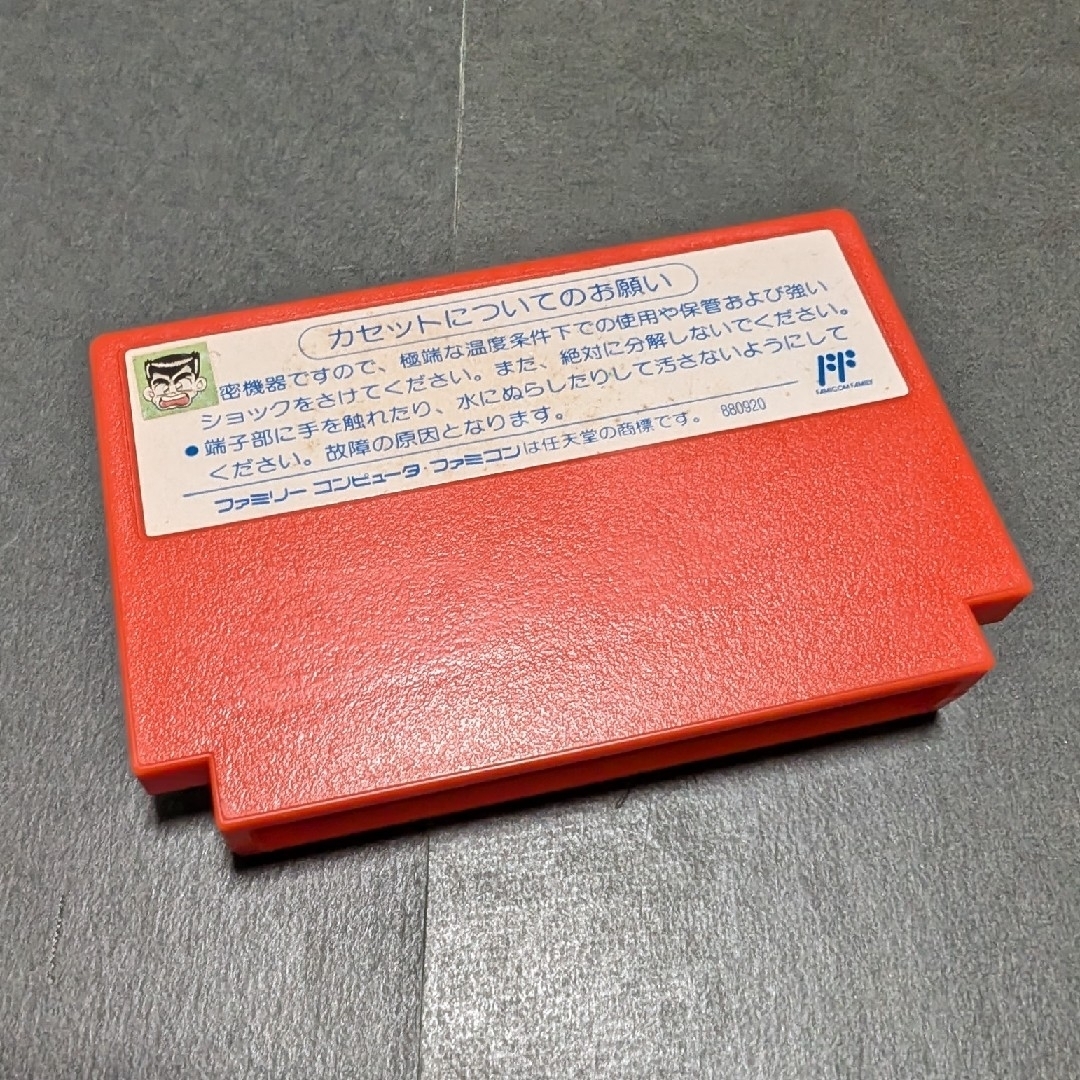 カセットについてのお願い
密機器ですので、極端な温度条件下での使用や保管および強い
ショックをさけてください。また、絶対に分解しないでください。
●端子部に手を触れたり、水にぬらしたりして汚さないようにして
ください。故障の原因となります。
FAMICOM FAMILY
ファミリーコンピュータ・ファミコンは任天堂の商標です。 880920